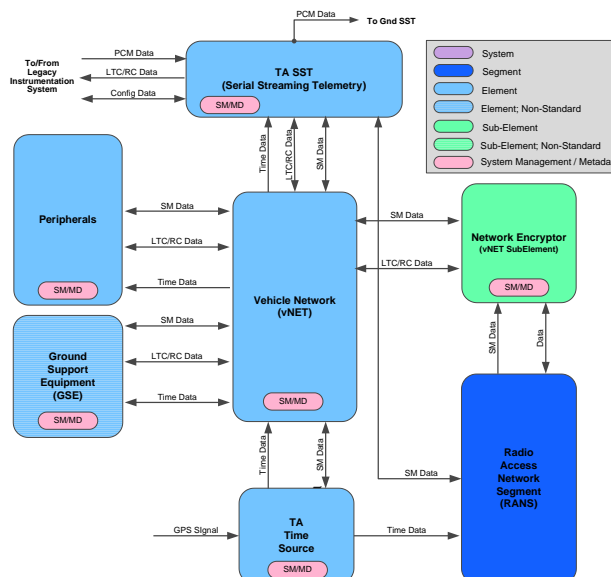 PCM Data
To Gnd SST
To/From
Legacy
Instrumentation
System
PCM Data
LTC/RC Data
Config Data
TA SST
(Serial Streaming Telemetry)
SM/MD
System
Segment
Element
Element; Non-Standard
Sub-Element
Sub-Element; Non-Standard
System Management / Metadat
Time Data
LTC/RC Data
SM Data
Peripherals
SM/MD
SM Data
LTC/RC Data
Time Data
Vehicle Network
(vNET)
SM/MD
SM Data
LTC/RC Data
Network Encryptor
(vNET SubElement)
SM/MD
Ground
Support
Equipment
(GSE)
SM/MD
SM Data
LTC/RC Data
Time Data
SM Data
Data
Time Data
SM Data
SM Data
Radio
Access
Network
Segment
(RANS)
GPS SIgnal
TA
Time
Source
SM/MD
Time Data